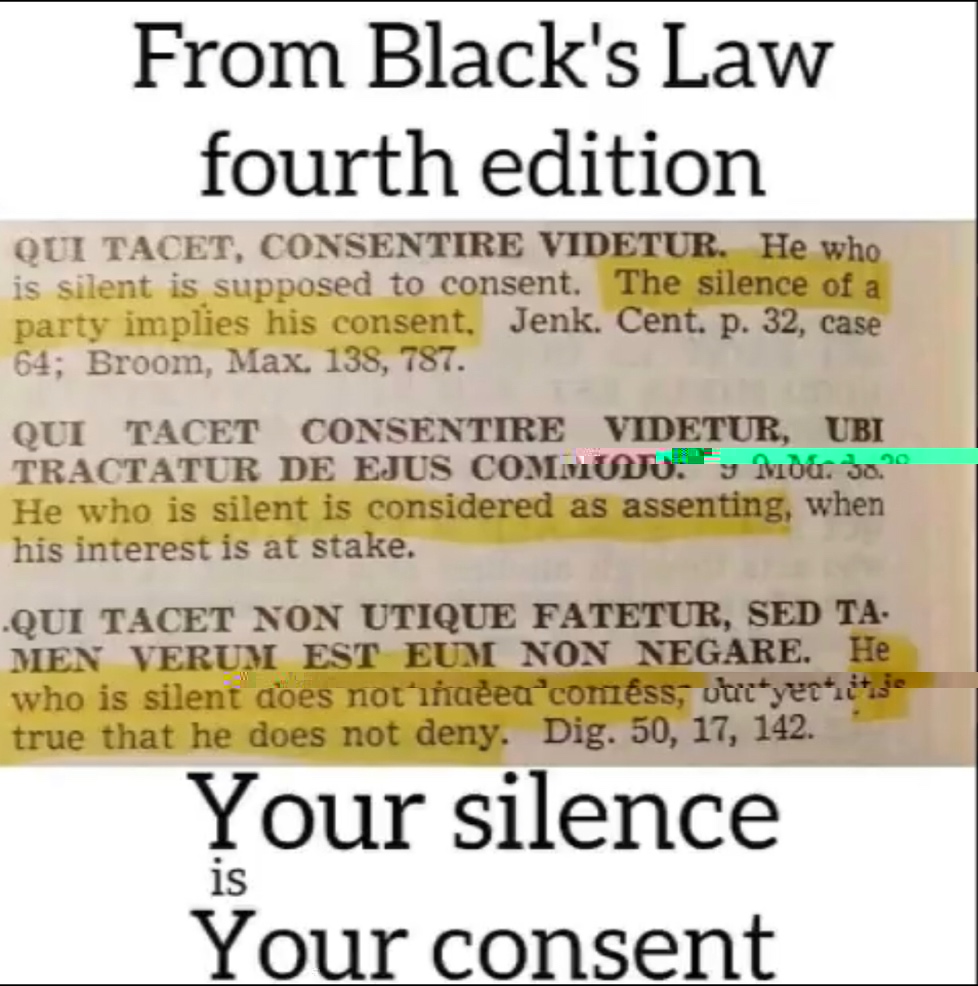 From Black's Law
fourth edition
QUI TACET, CONSENTIRE VIDETUR. He who
is silent is supposed to consent. The silence of a
party implies his consent. Jenk. Cent. p. 32, case
64; Broom, Max. 138, 787.
QUI TACET CONSENTIRE VIDETUR, UBI
TRACTATUR DE EJUS COMMODO. 9 Mod. 38.
He who is silent is considered as assenting, when
his interest is at stake.
QUI TACET NON UTIQUE FATETUR, SED TA-
MEN VERUM EST EUM NON NEGARE. He
who is silent does not indeed confess, but yet it is
true that he does not deny. Dig. 50, 17, 142.
Your silence
is
Your consent